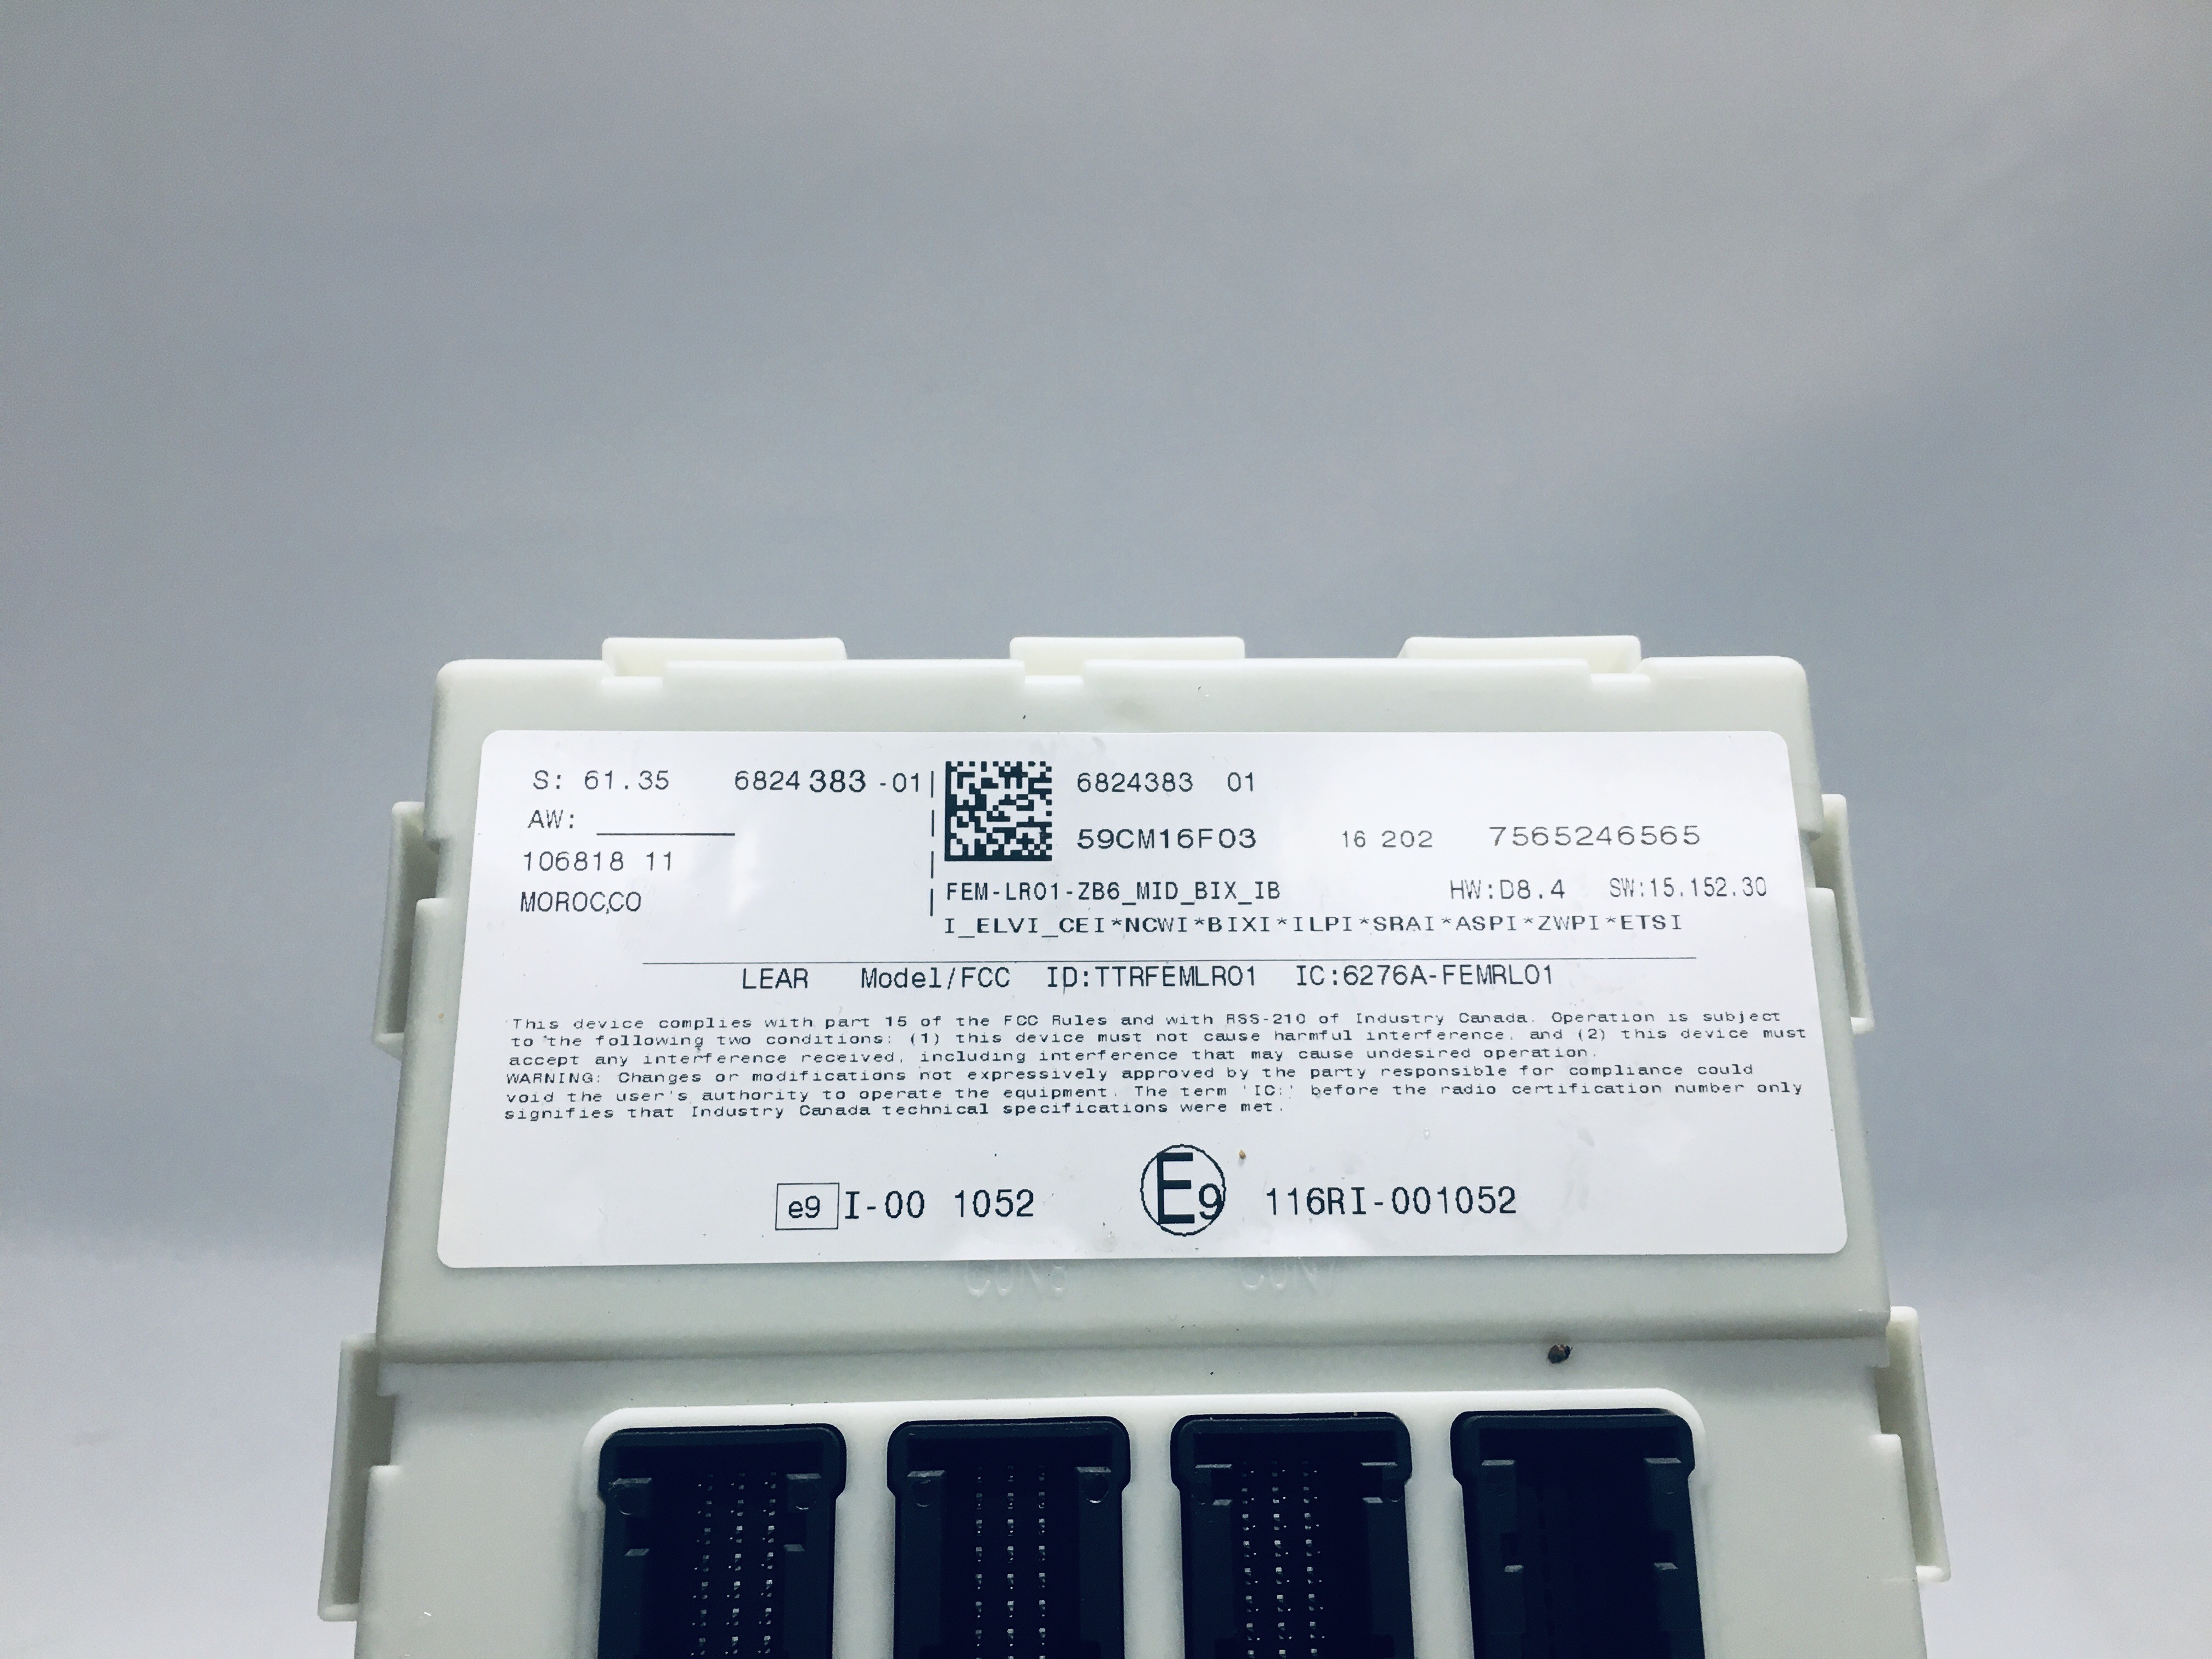 S: 61.35 6824383-01
AW:
106818 11
MOROCCO
6824383 01
59CM16F03 16 202 7565246565
FEM-LR01-ZB6_MID_BIX_IB HW:D8.4 SW:15.152.30
I_ELVI_CEI*NCWI*BIXI*ILPI*SRAI*ASPI*ZWPI*ETSI
LEAR Model/FCC ID:TTRFEMLR01 IC:6276A-FEMRL01
This device complies with part 15 of the FCC Rules and with RSS-210 of Industry Canada. Operation is subject
to the following two conditions: (1) this device must not cause harmful interference, and (2) this device must
accept any interference received, including interference that may cause undesired operation.
WARNING: Changes or modifications not expressively approved by the party responsible for compliance could
void the user's authority to operate the equipment. The term 'IC:' before the radio certification number only
signifies that Industry Canada technical specifications were met.
e9 I-00 1052 E9 116RI-001052